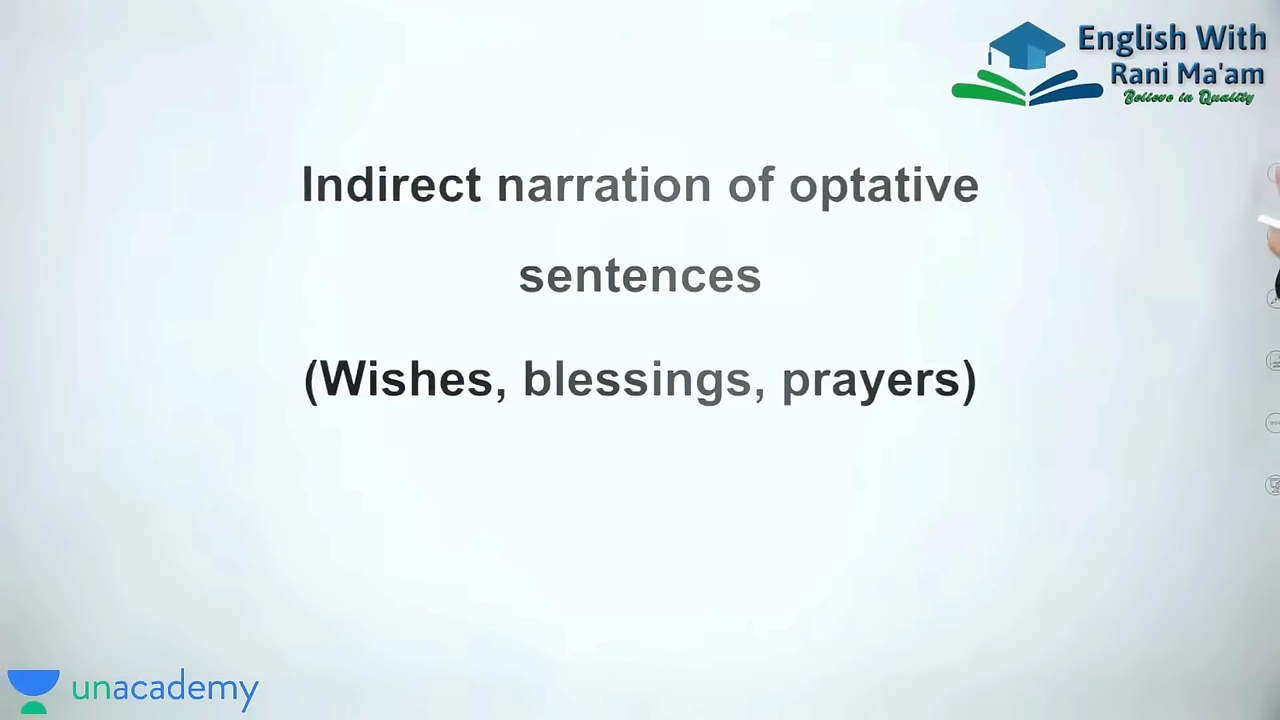 English With
Rani Ma'am
Believe in Quality
Indirect narration of optative
sentences
(Wishes, blessings, prayers)
unacademy